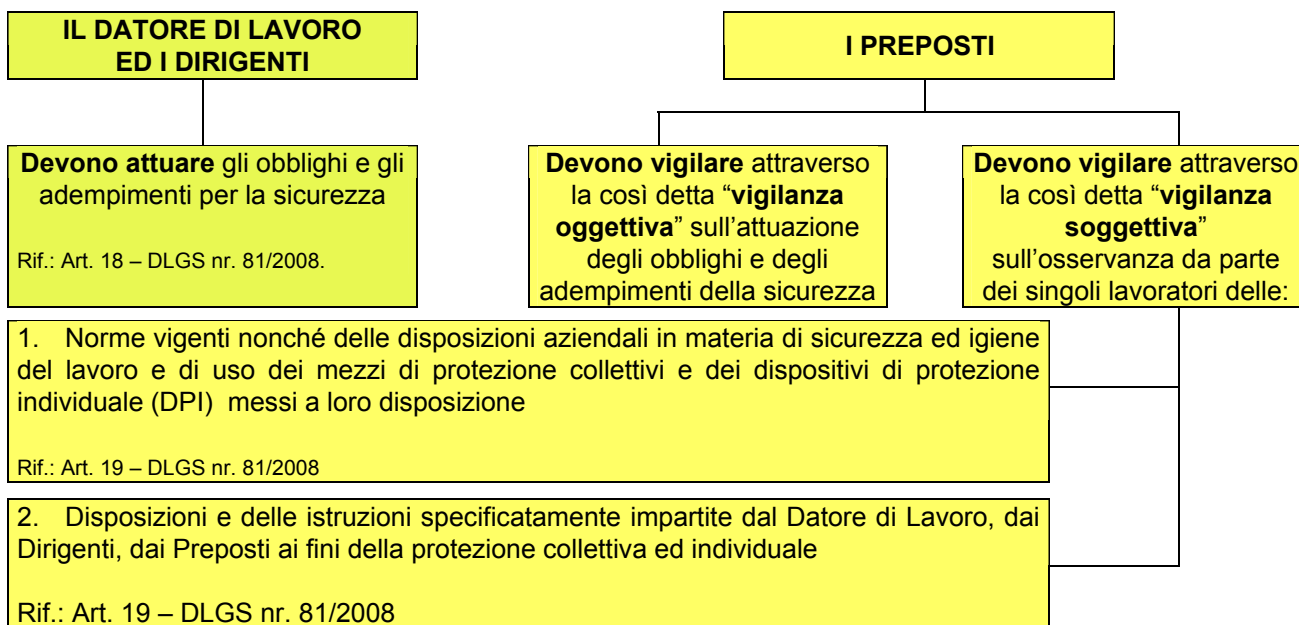 IL DATORE DI LAVORO
ED I DIRIGENTI
I PREPOSTI
Devono attuare gli obblighi e gli
adempimenti per la sicurezza
Rif.: Art. 18 – DLGS nr. 81/2008.
Devono vigilare attraverso
la così detta “vigilanza
oggettiva” sull’attuazione
degli obblighi e degli
adempimenti della sicurezza
Devono vigilare attraverso
la così detta “vigilanza
soggettiva”
sull’osservanza da parte
dei singoli lavoratori delle:
1. Norme vigenti nonché delle disposizioni aziendali in materia di sicurezza ed igiene
del lavoro e di uso dei mezzi di protezione collettivi e dei dispositivi di protezione
individuale (DPI) messi a loro disposizione
Rif.: Art. 19 – DLGS nr. 81/2008
2. Disposizioni e delle istruzioni specificatamente impartite dal Datore di Lavoro, dai
Dirigenti, dai Preposti ai fini della protezione collettiva ed individuale
Rif.: Art. 19 – DLGS nr. 81/2008